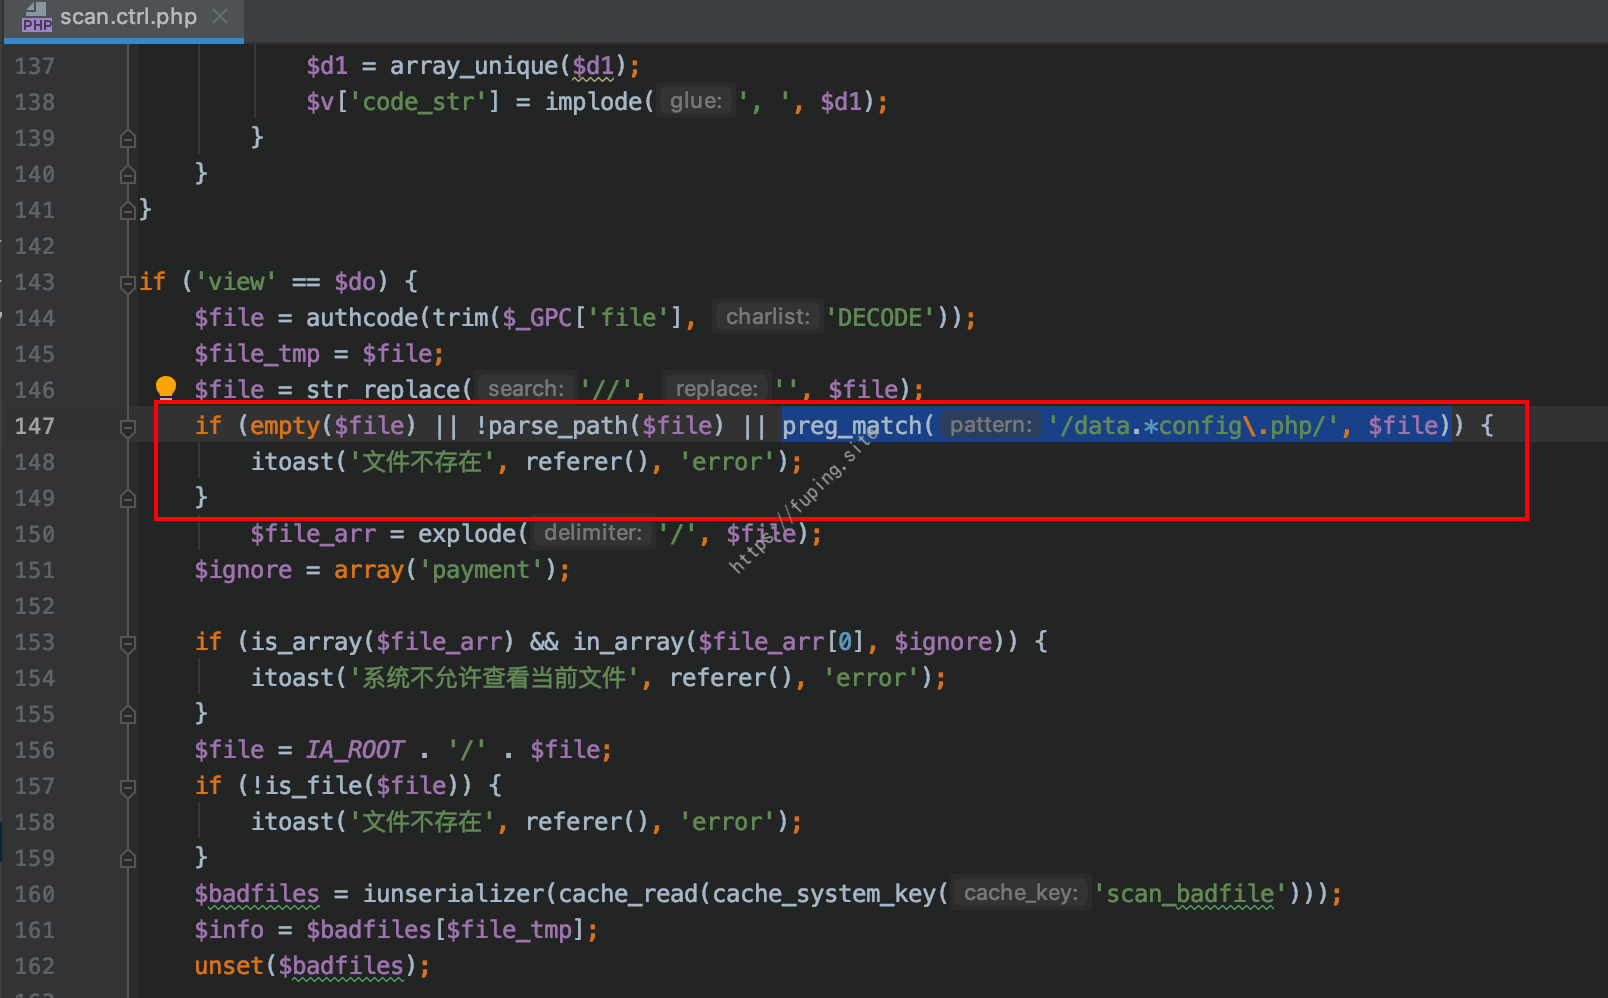 PHP scan.ctrl.php ×
137 $d1 = array_unique($d1);
138 $v['code_str'] = implode( glue: ', ', $d1);
139 }
140 }
141 }
142
143 if ('view' == $do) {
144 $file = authcode(trim($_GPC['file'], charlist: 'DECODE'));
145 $file_tmp = $file;
146 $file = str_replace( search: '//', replace: '', $file);
147 if (empty($file) || !parse_path($file) || preg_match( pattern: '/data.*config\.php/', $file)) {
148 itoast('文件不存在', referer(), 'error');
149 }
150 $file_arr = explode( delimiter: '/', $file);
https://fuping.site
151 $ignore = array('payment');
152
153 if (is_array($file_arr) && in_array($file_arr[0], $ignore)) {
154 itoast('系统不允许查看当前文件', referer(), 'error');
155 }
156 $file = IA_ROOT . '/' . $file;
157 if (!is_file($file)) {
158 itoast('文件不存在', referer(), 'error');
159 }
160 $badfiles = iunserializer(cache_read(cache_system_key( cache_key: 'scan_badfile')));
161 $info = $badfiles[$file_tmp];
162 unset($badfiles);